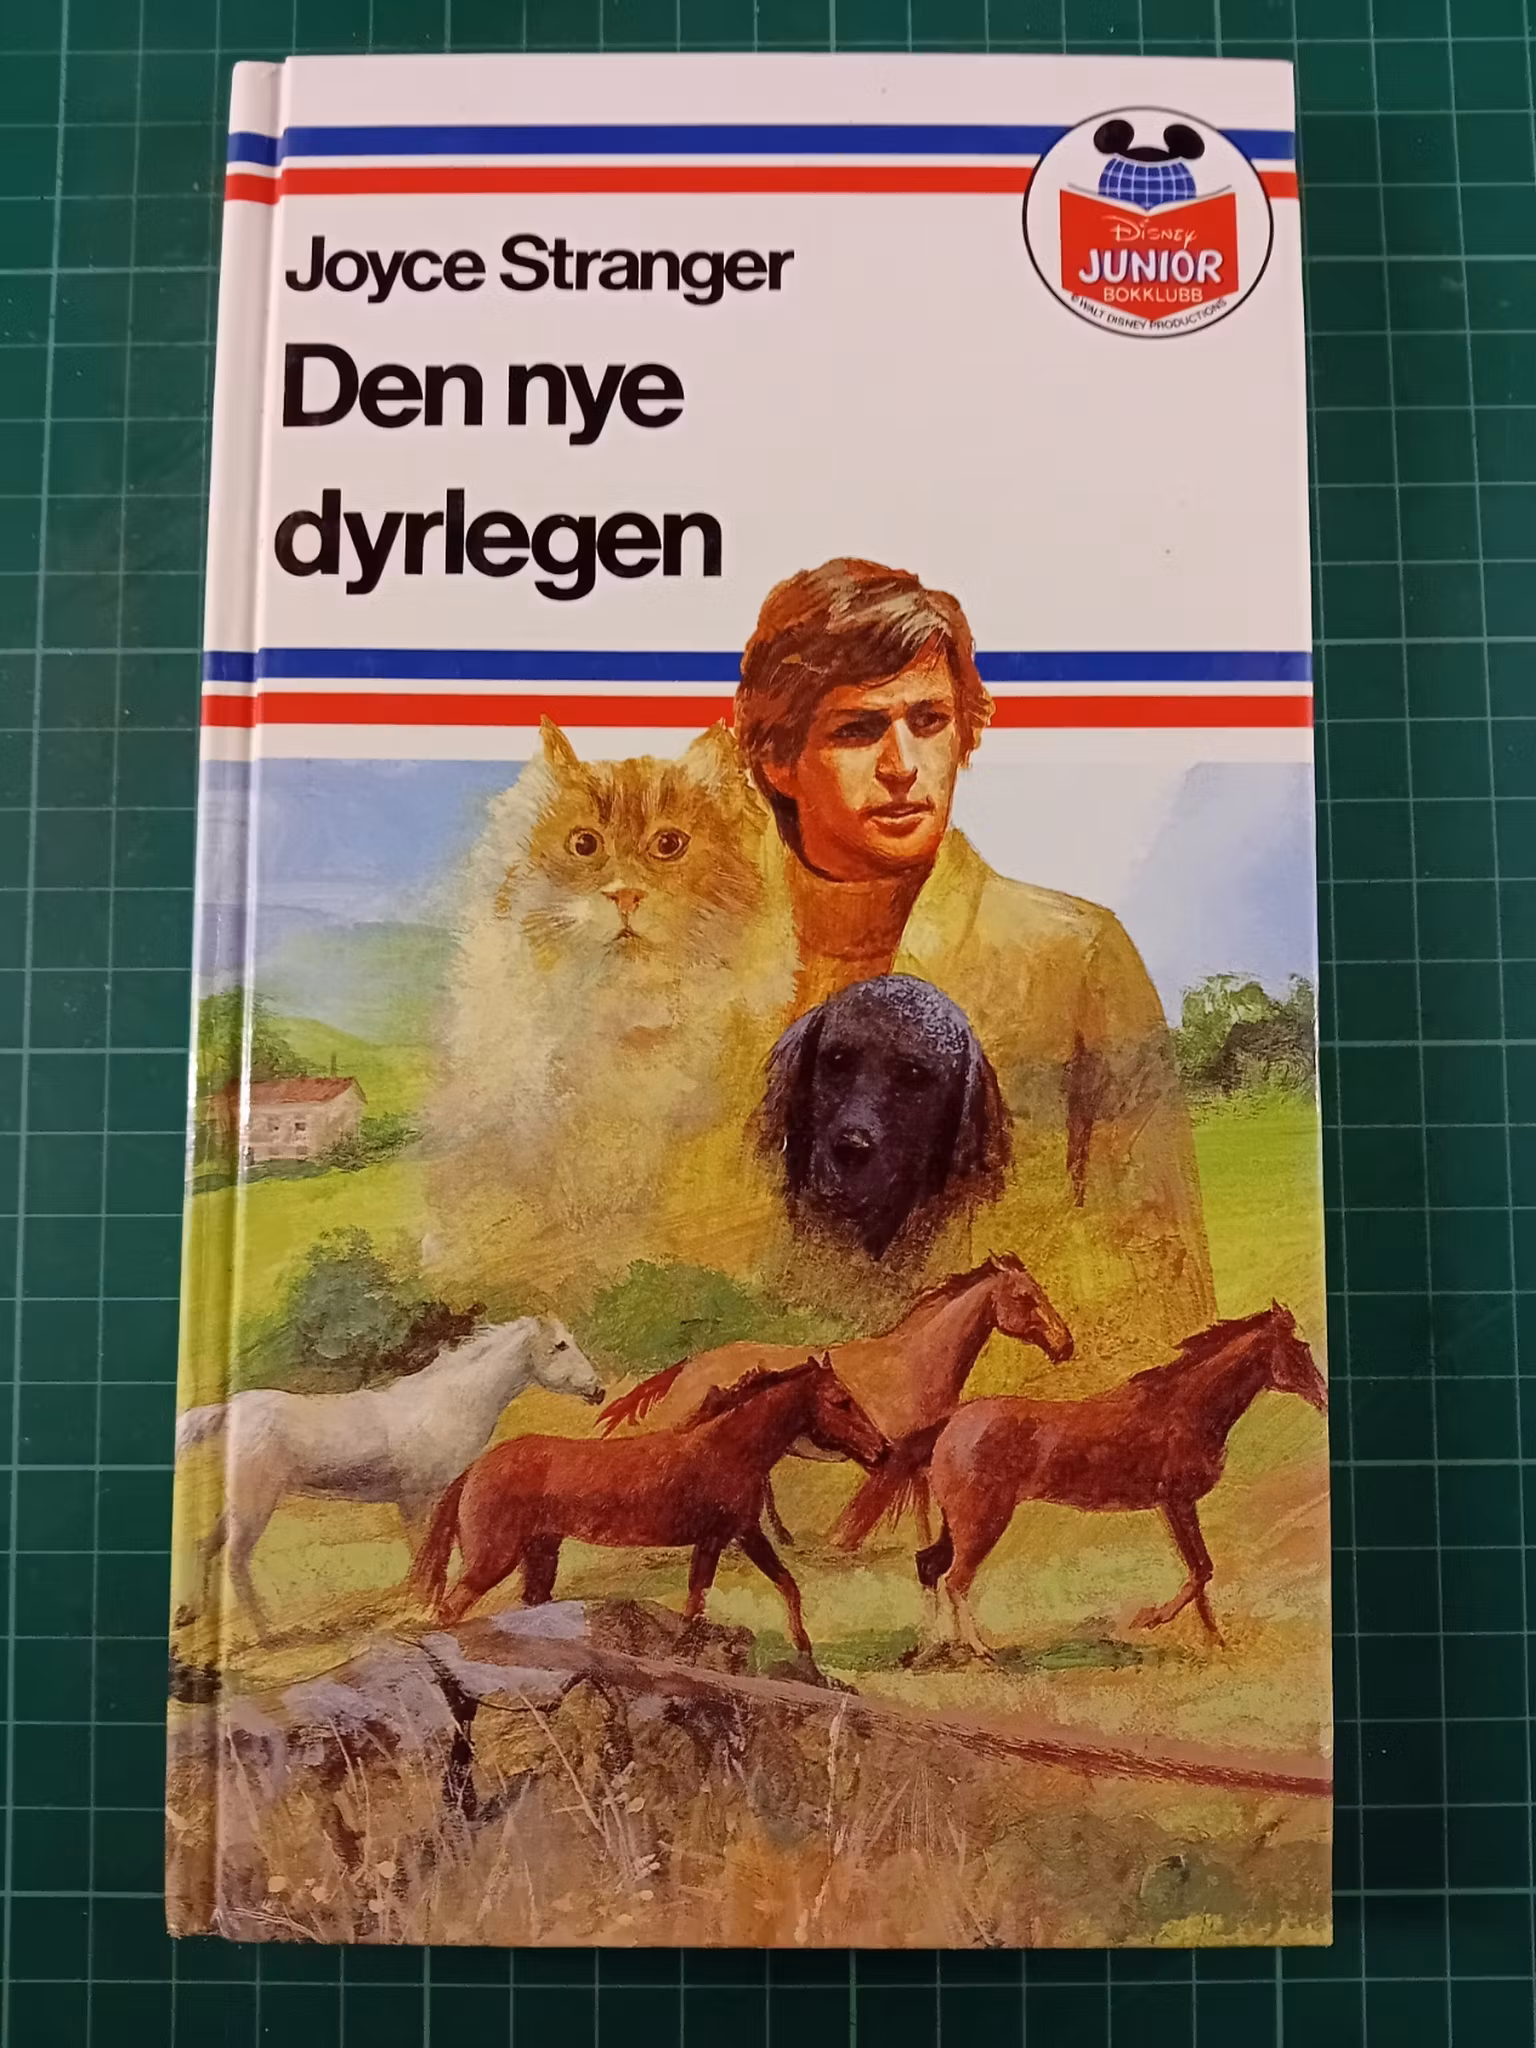 Joyce Stranger
Den nye
dyrlegen
Disney
JUNIOR
BOKKLUBB
© WALT DISNEY PRODUCTIONS